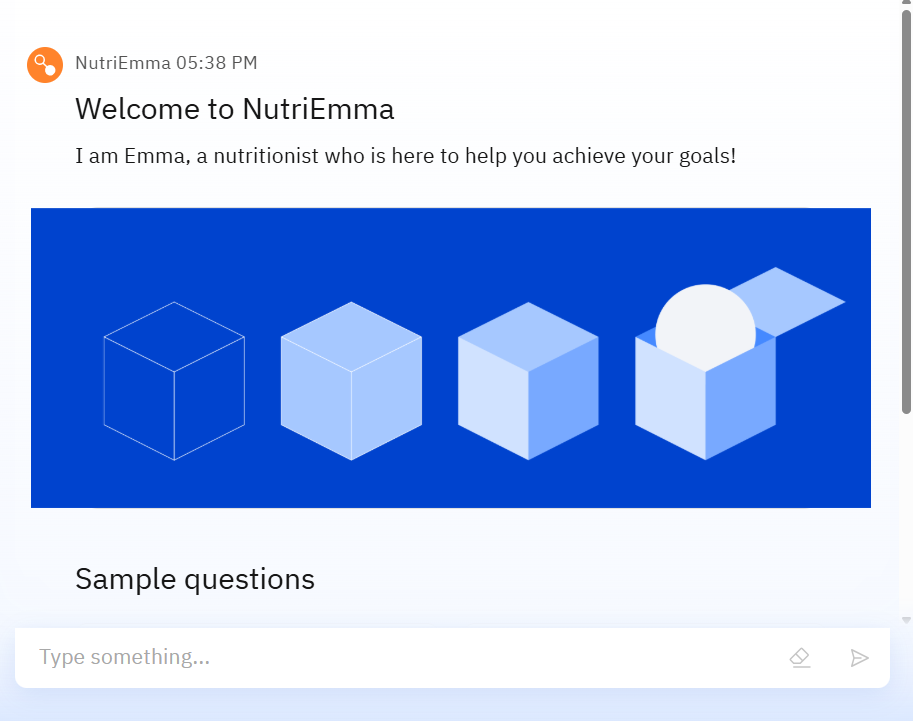 NutriEmma 05:38 PM
Welcome to NutriEmma
I am Emma, a nutritionist who is here to help you achieve your goals!
Sample questions
Type something...